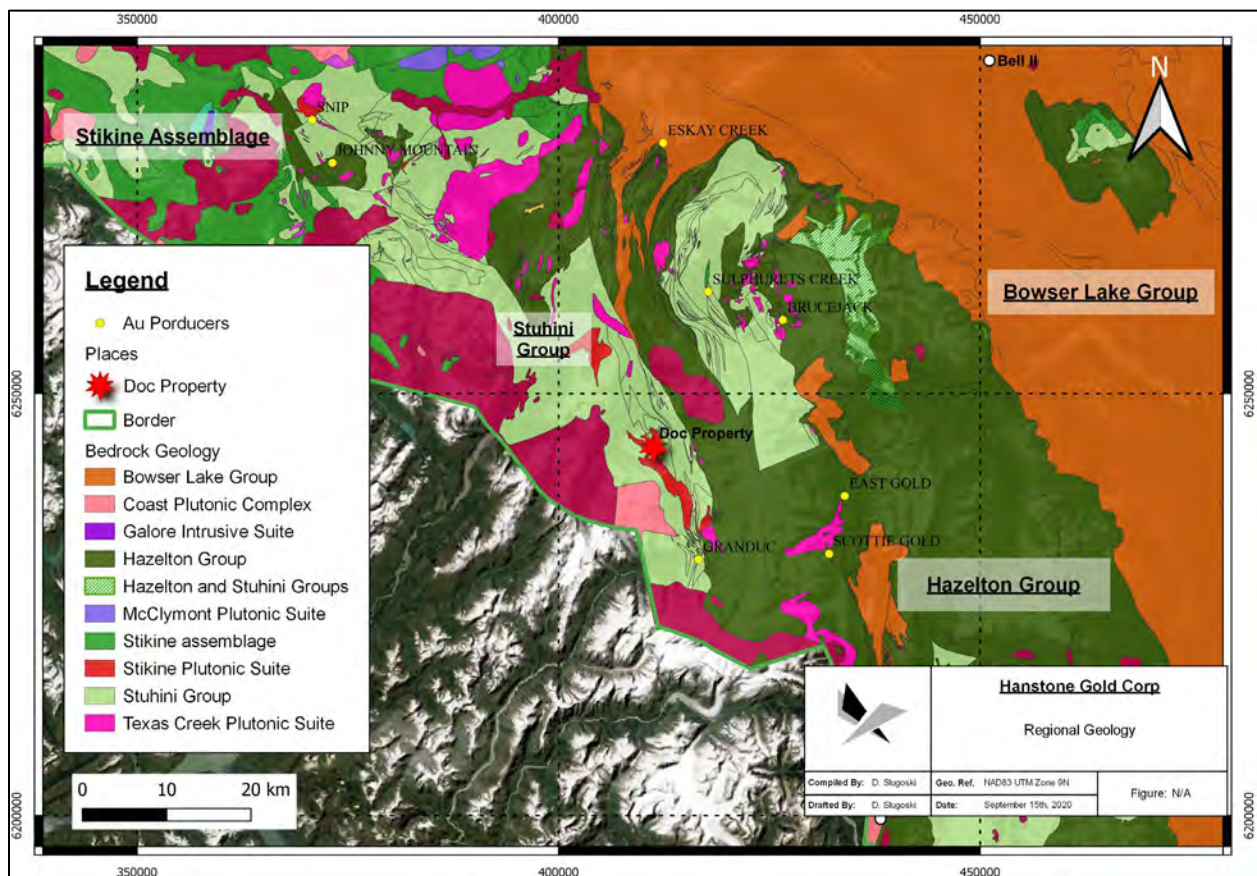 350000
400000
450000
Bell II
N
SNIP
ESKAY CREEK
Stikine Assemblage
JOHNNY MOUNTAIN
SULPHURETS CREEK
Bowser Lake Group
BRUCEJACK
Stuhini
Group
6250000
6250000
Doc Property
EAST GOLD
SCOTTIE GOLD
GRANDUC
Hazelton Group
Legend
Au Porducers
Places
Doc Property
Border
Bedrock Geology
Bowser Lake Group
Coast Plutonic Complex
Galore Intrusive Suite
Hazelton Group
Hazelton and Stuhini Groups
McClymont Plutonic Suite
Stikine assemblage
Stikine Plutonic Suite
Stuhini Group
Texas Creek Plutonic Suite
0 10 20 km
Hanstone Gold Corp
Regional Geology
Compiled By: D. Slugoski
Geo. Ref. NAD83 UTM Zone 9N
Figure: N/A
Drafted By: D. Slugoski
Date: September 15th, 2020
6200000
6200000
350000
400000
450000